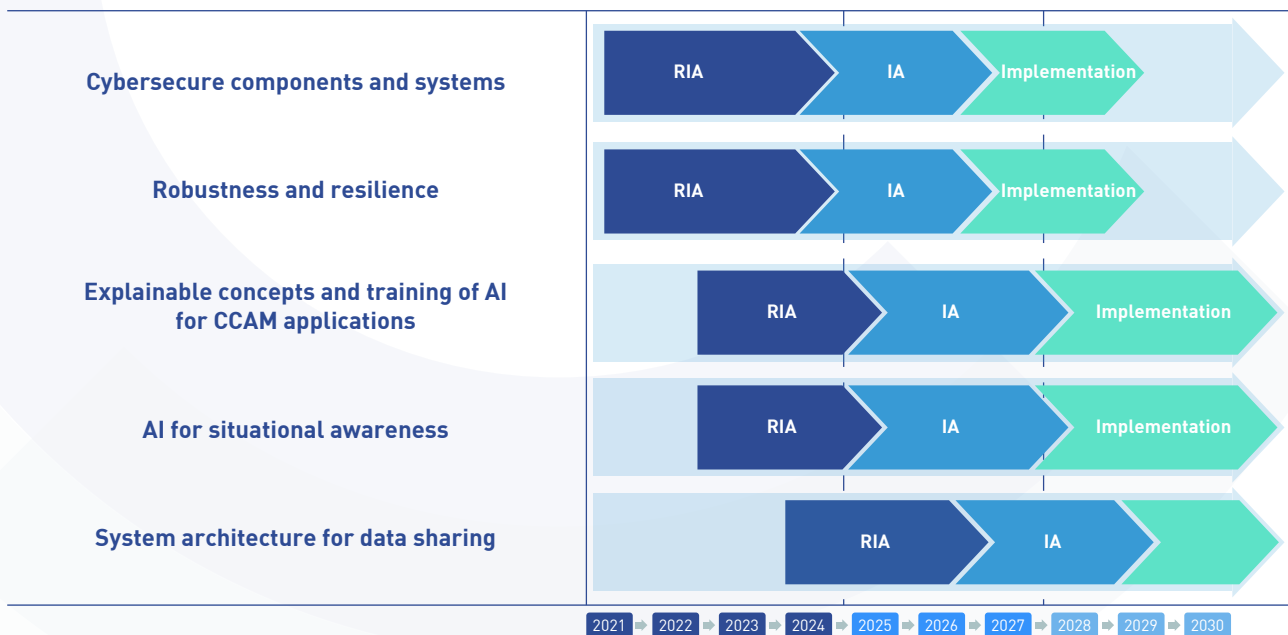 Cybersecure components and systems
RIA
IA
Implementation
Robustness and resilience
RIA
IA
Implementation
Explainable concepts and training of AI
for CCAM applications
RIA
IA
Implementation
AI for situational awareness
RIA
IA
Implementation
System architecture for data sharing
RIA
IA
2021
2022
2023
2024
2025
2026
2027
2028
2029
2030